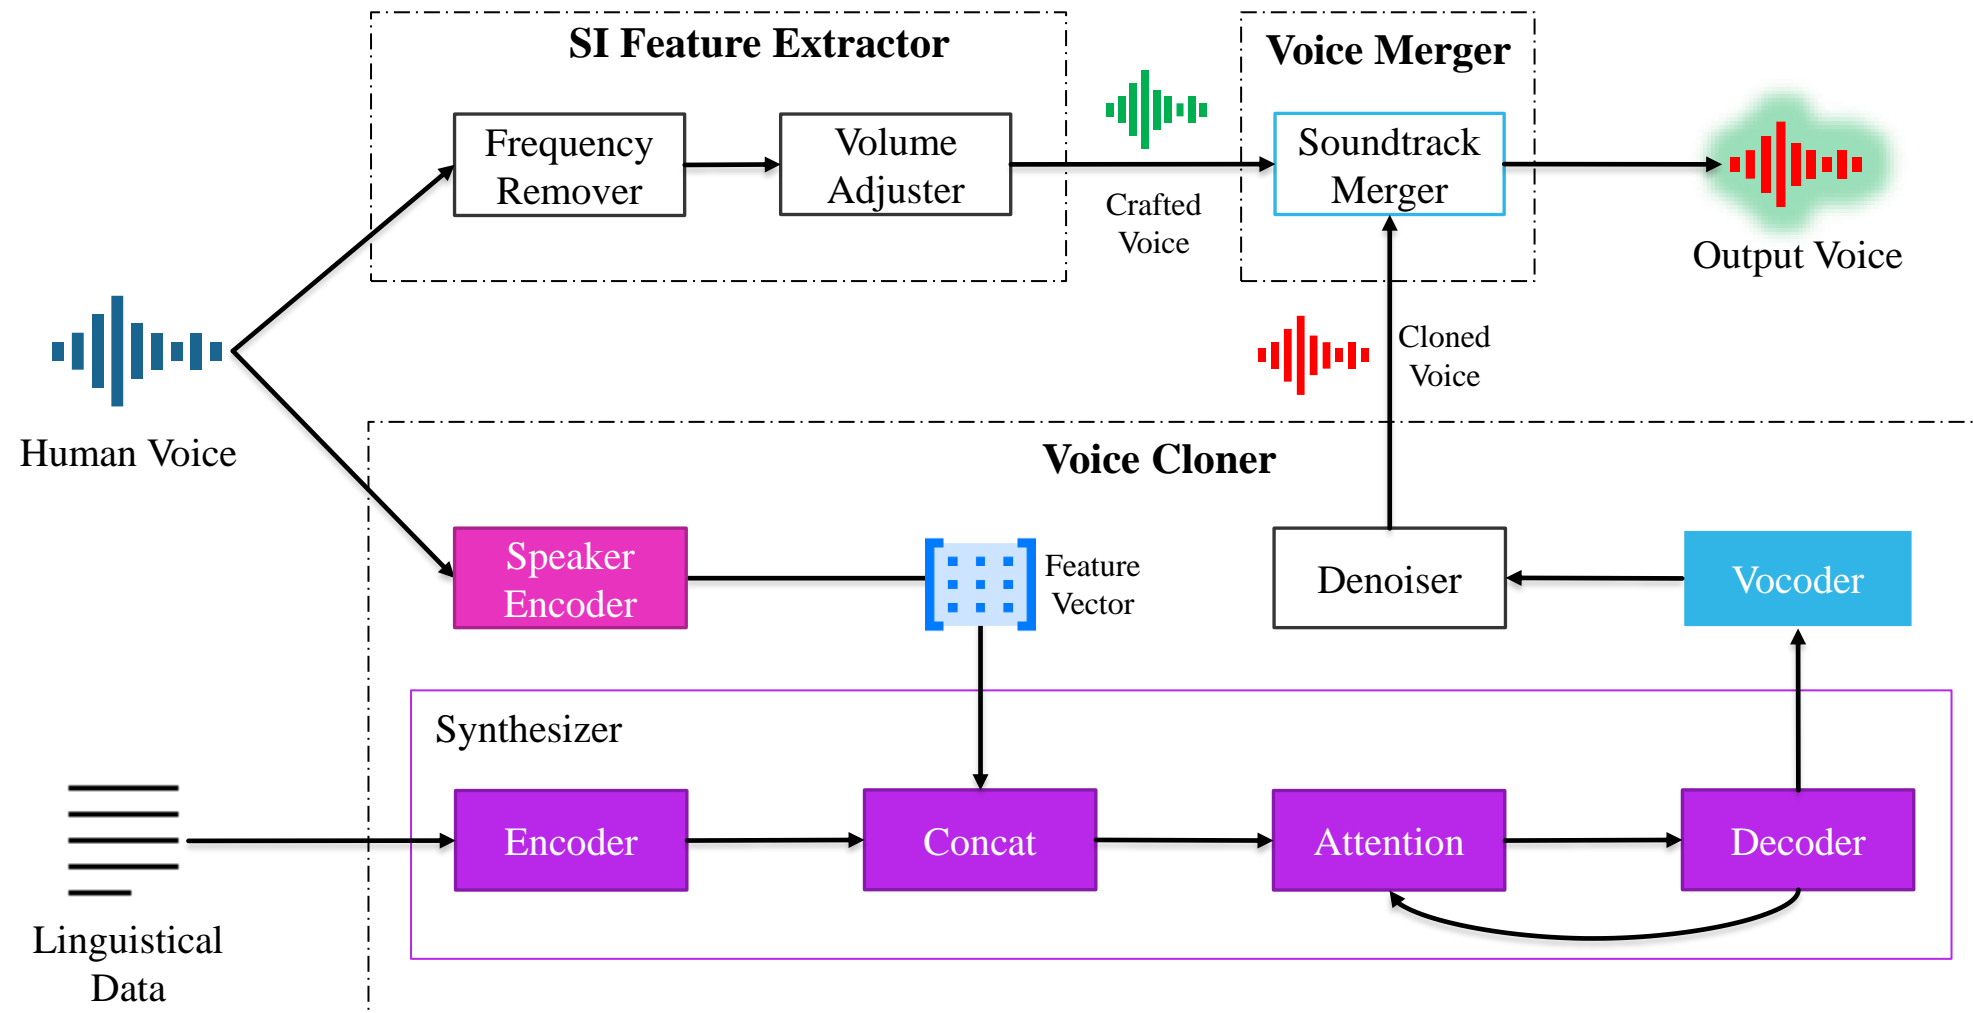 SI Feature Extractor
Voice Merger
Frequency
Remover
Volume
Adjuster
Crafted
Voice
Soundtrack
Merger
Output Voice
Human Voice
Cloned
Voice
Voice Cloner
Speaker
Encoder
Feature
Vector
Denoiser
Vocoder
Synthesizer
Encoder
Concat
Attention
Decoder
Linguistical
Data